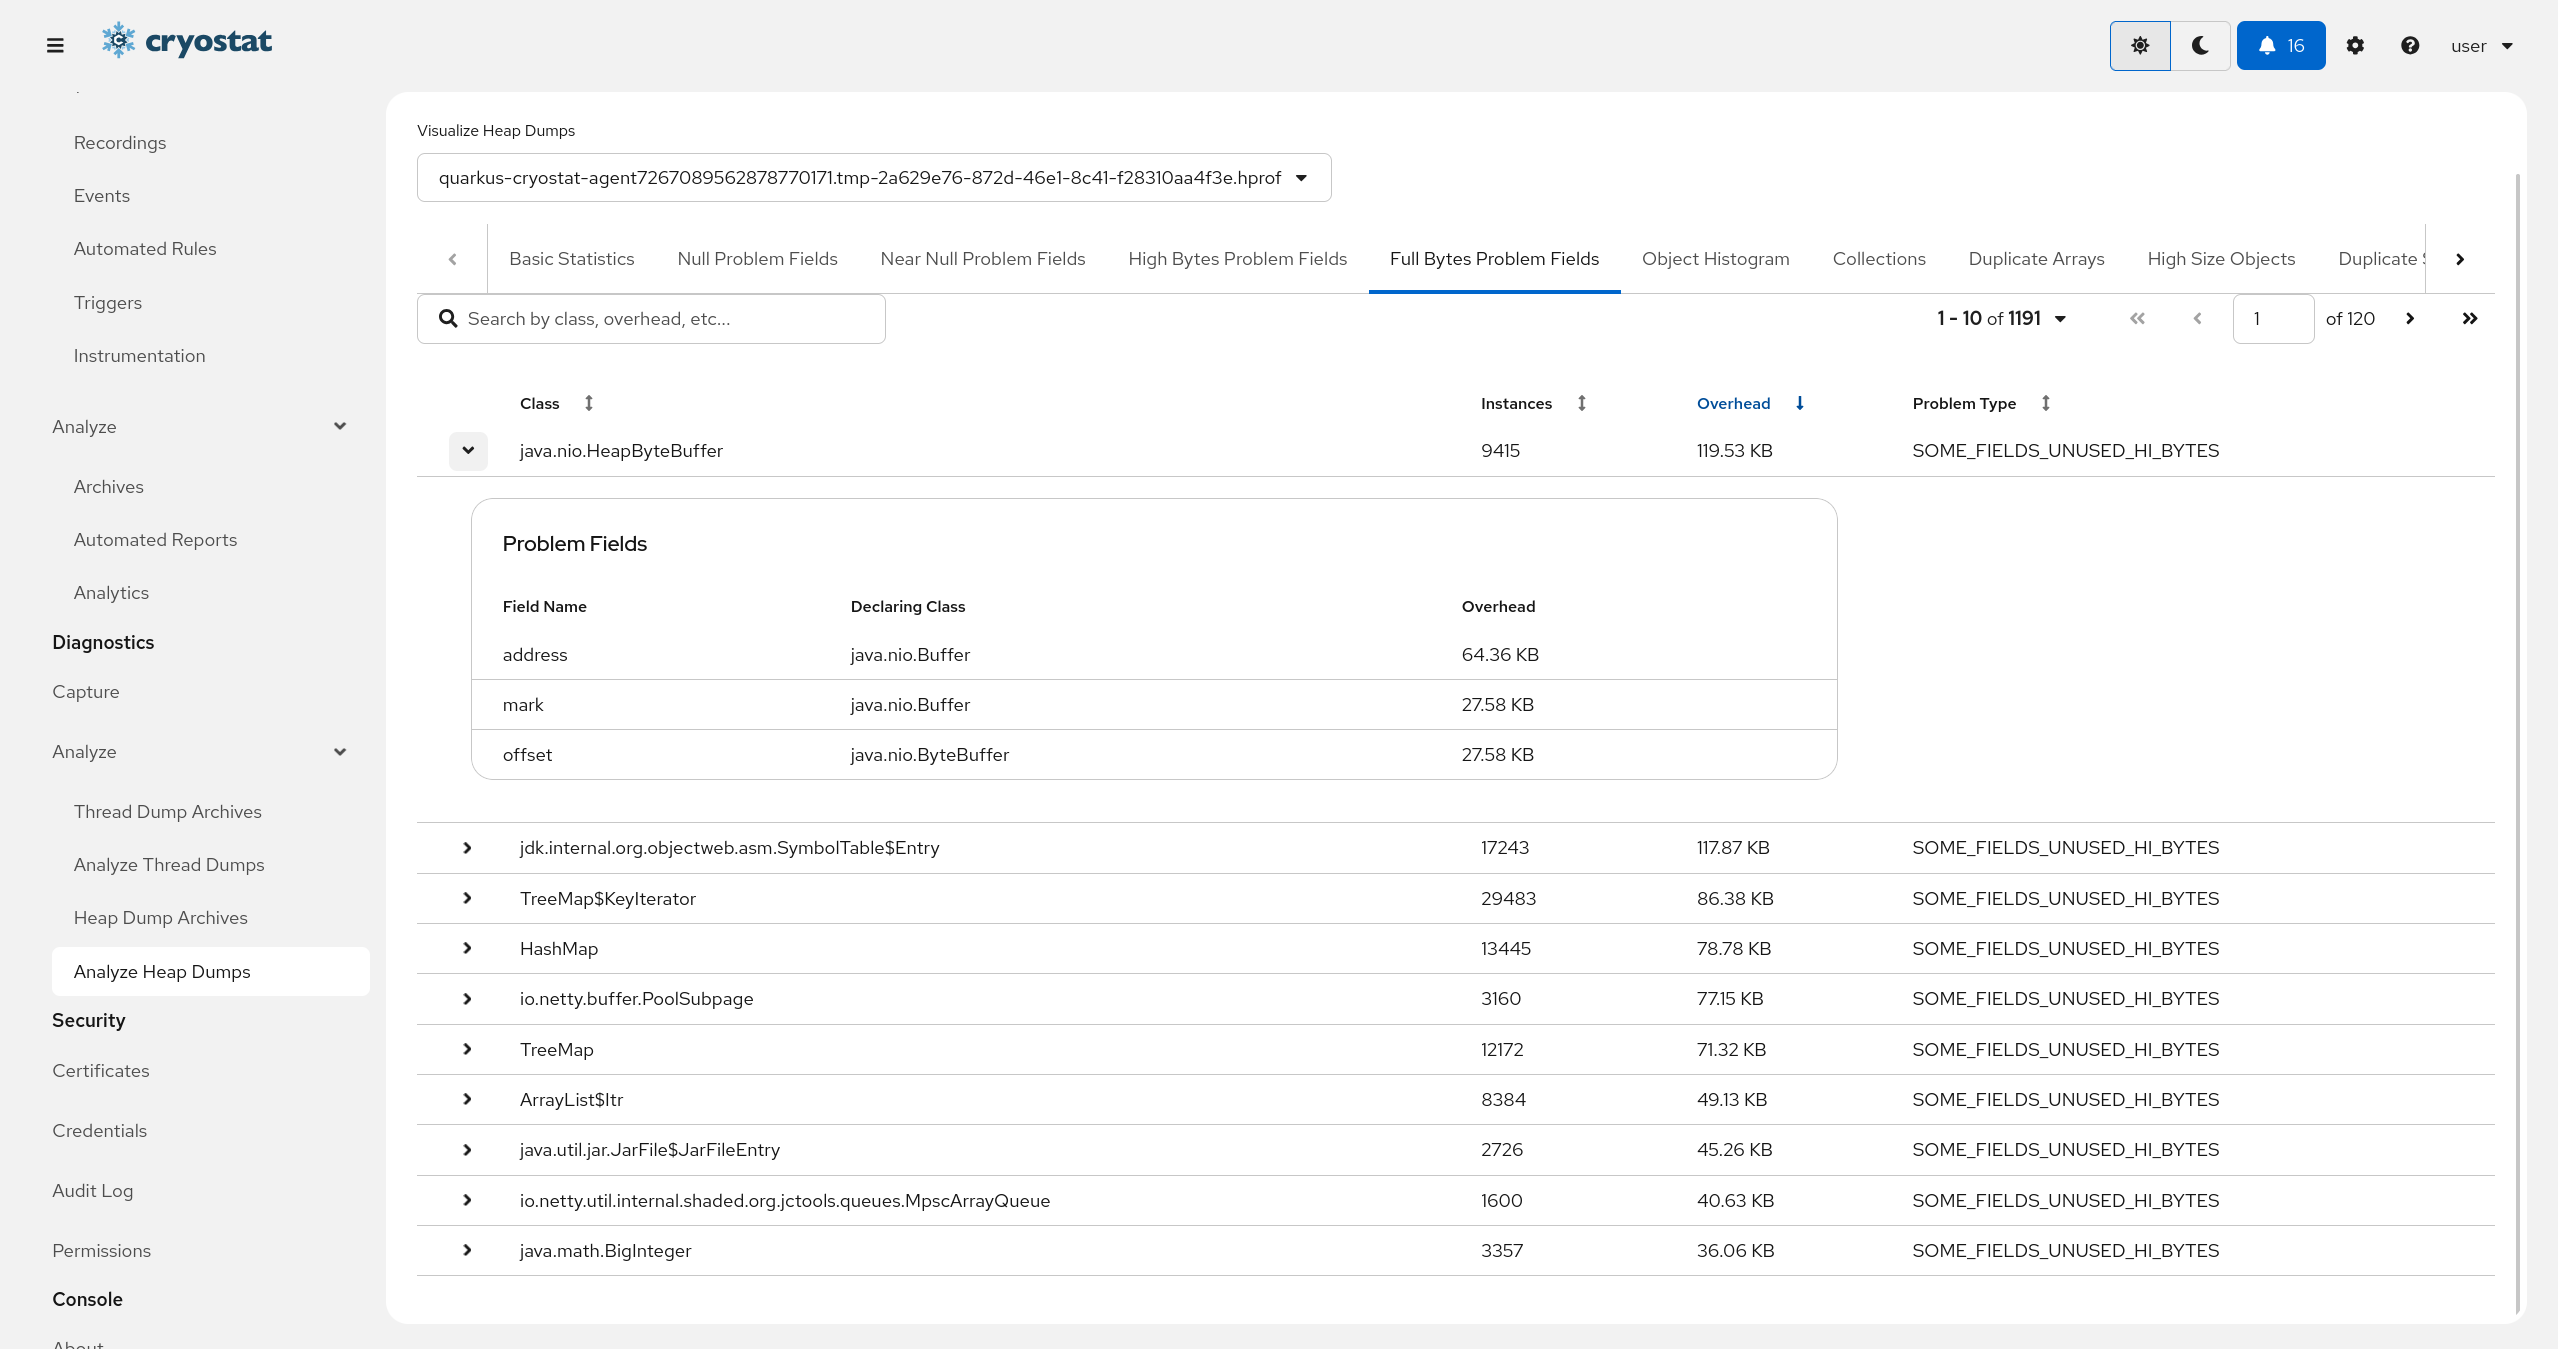 cryostat
16
user
Recordings
Events
Automated Rules
Triggers
Instrumentation
Analyze
Archives
Automated Reports
Analytics
Diagnostics
Capture
Analyze
Thread Dump Archives
Analyze Thread Dumps
Heap Dump Archives
Analyze Heap Dumps
Security
Certificates
Credentials
Audit Log
Permissions
Console
About
Visualize Heap Dumps
quarkus-cryostat-agent7267089562878770171.tmp-2a629e76-872d-46e1-8c41-f28310aa4f3e.hprof
Basic Statistics Null Problem Fields Near Null Problem Fields High Bytes Problem Fields Full Bytes Problem Fields Object Histogram Collections Duplicate Arrays High Size Objects Duplicate
Search by class, overhead, etc... 1 - 10 of 1191 1 of 120
Class Instances Overhead Problem Type
java.nio.HeapByteBuffer 9415 119.53 KB SOME_FIELDS_UNUSED_HI_BYTES
Problem Fields
Field Name Declaring Class Overhead
address java.nio.Buffer 64.36 KB
mark java.nio.Buffer 27.58 KB
offset java.nio.ByteBuffer 27.58 KB
jdk.internal.org.objectweb.asm.SymbolTable$Entry 17243 117.87 KB SOME_FIELDS_UNUSED_HI_BYTES
TreeMap$KeyIterator 29483 86.38 KB SOME_FIELDS_UNUSED_HI_BYTES
HashMap 13445 78.78 KB SOME_FIELDS_UNUSED_HI_BYTES
io.netty.buffer.PoolSubpage 3160 77.15 KB SOME_FIELDS_UNUSED_HI_BYTES
TreeMap 12172 71.32 KB SOME_FIELDS_UNUSED_HI_BYTES
ArrayList$Itr 8384 49.13 KB SOME_FIELDS_UNUSED_HI_BYTES
java.util.jar.JarFile$JarFileEntry 2726 45.26 KB SOME_FIELDS_UNUSED_HI_BYTES
io.netty.util.internal.shaded.org.jctools.queues.MpscArrayQueue 1600 40.63 KB SOME_FIELDS_UNUSED_HI_BYTES
java.math.BigInteger 3357 36.06 KB SOME_FIELDS_UNUSED_HI_BYTES